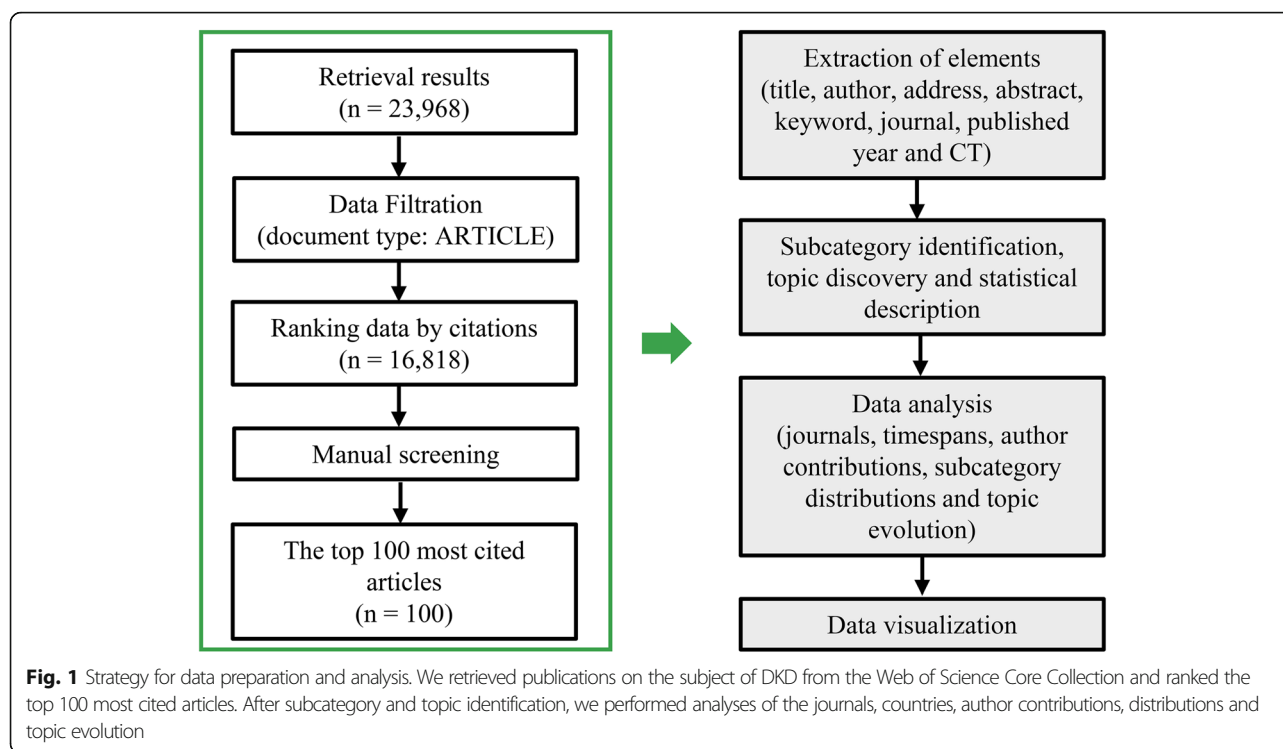 Retrieval results
(n = 23,968)
Data Filtration
(document type: ARTICLE)
Ranking data by citations
(n = 16,818)
Manual screening
The top 100 most cited
articles
(n = 100)
Extraction of elements
(title, author, address, abstract,
keyword, journal, published
year and CT)
Subcategory identification,
topic discovery and statistical
description
Data analysis
(journals, timespans, author
contributions, subcategory
distributions and topic
evolution)
Data visualization
Fig. 1 Strategy for data preparation and analysis. We retrieved publications on the subject of DKD from the Web of Science Core Collection and ranked the
top 100 most cited articles. After subcategory and topic identification, we performed analyses of the journals, countries, author contributions, distributions and
topic evolution